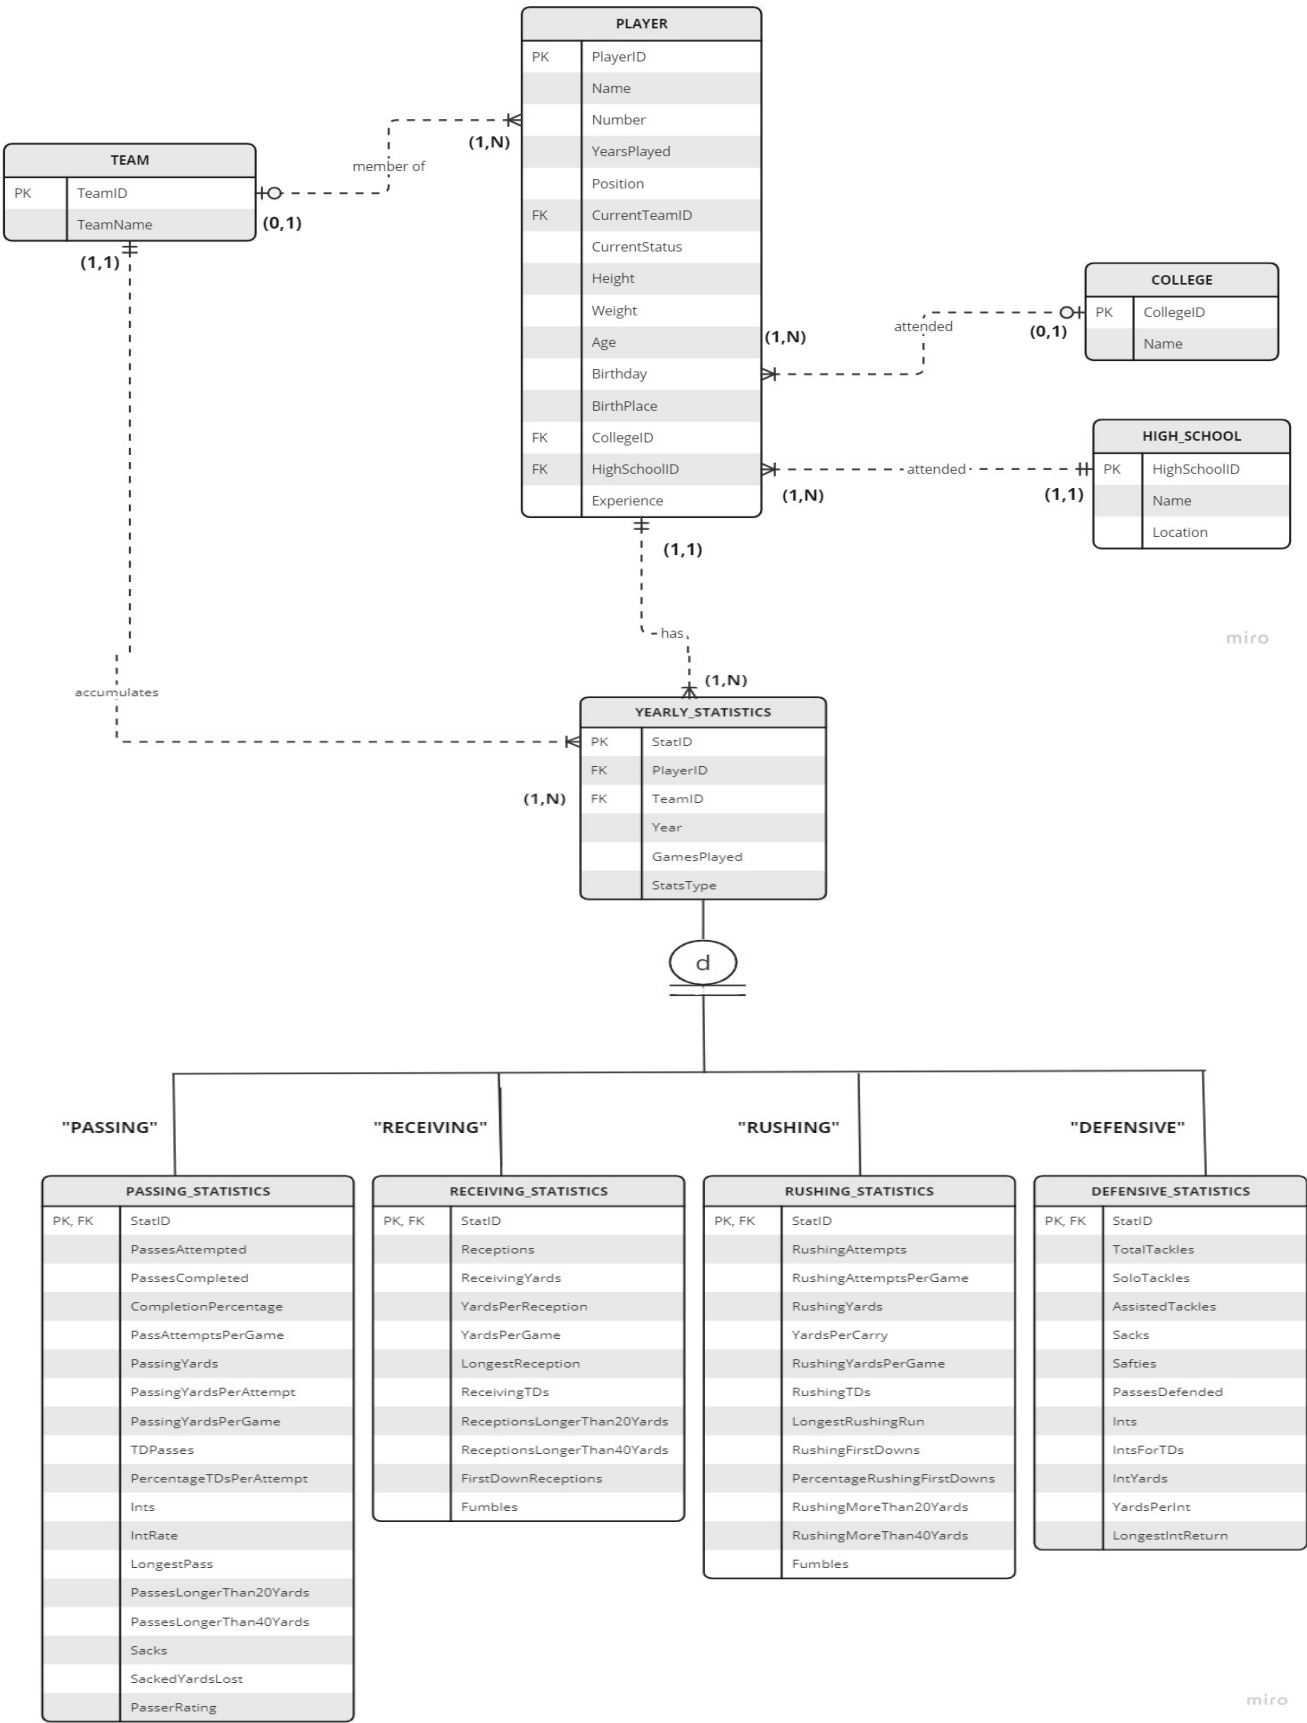 PLAYER
PK PlayerID
Name
Number
YearsPlayed
Position
FK CurrentTeamID
CurrentStatus
Height
Weight
Age
Birthday
BirthPlace
FK CollegeID
FK HighSchoolID
Experience
(1,N)
member of
TEAM
PK TeamID
TeamName
(0,1)
(1,1)
(1,N)
attended
(0,1)
COLLEGE
PK CollegeID
Name
(1,N)
attended
(1,1)
HIGH_SCHOOL
PK HighSchoolID
Name
Location
(1,1)
has
miro
(1,N)
accumulates
(1,N)
YEARLY_STATISTICS
PK StatID
FK PlayerID
FK TeamID
Year
GamesPlayed
StatsType
d
"PASSING"
"RECEIVING"
"RUSHING"
"DEFENSIVE"
PASSING_STATISTICS
PK, FK StatID
PassesAttempted
PassesCompleted
CompletionPercentage
PassAttemptsPerGame
PassingYards
PassingYardsPerAttempt
PassingYardsPerGame
TDPasses
PercentageTDsPerAttempt
Ints
IntRate
LongestPass
PassesLongerThan20Yards
PassesLongerThan40Yards
Sacks
SackedYardsLost
PasserRating
RECEIVING_STATISTICS
PK, FK StatID
Receptions
ReceivingYards
YardsPerReception
YardsPerGame
LongestReception
ReceivingTDs
ReceptionsLongerThan20Yards
ReceptionsLongerThan40Yards
FirstDownReceptions
Fumbles
RUSHING_STATISTICS
PK, FK StatID
RushingAttempts
RushingAttemptsPerGame
RushingYards
YardsPerCarry
RushingYardsPerGame
RushingTDs
LongestRushingRun
RushingFirstDowns
PercentageRushingFirstDowns
RushingMoreThan20Yards
RushingMoreThan40Yards
Fumbles
DEFENSIVE_STATISTICS
PK, FK StatID
TotalTackles
SoloTackles
AssistedTackles
Sacks
Safties
PassesDefended
Ints
IntsForTDs
IntYards
YardsPerInt
LongestIntReturn
miro